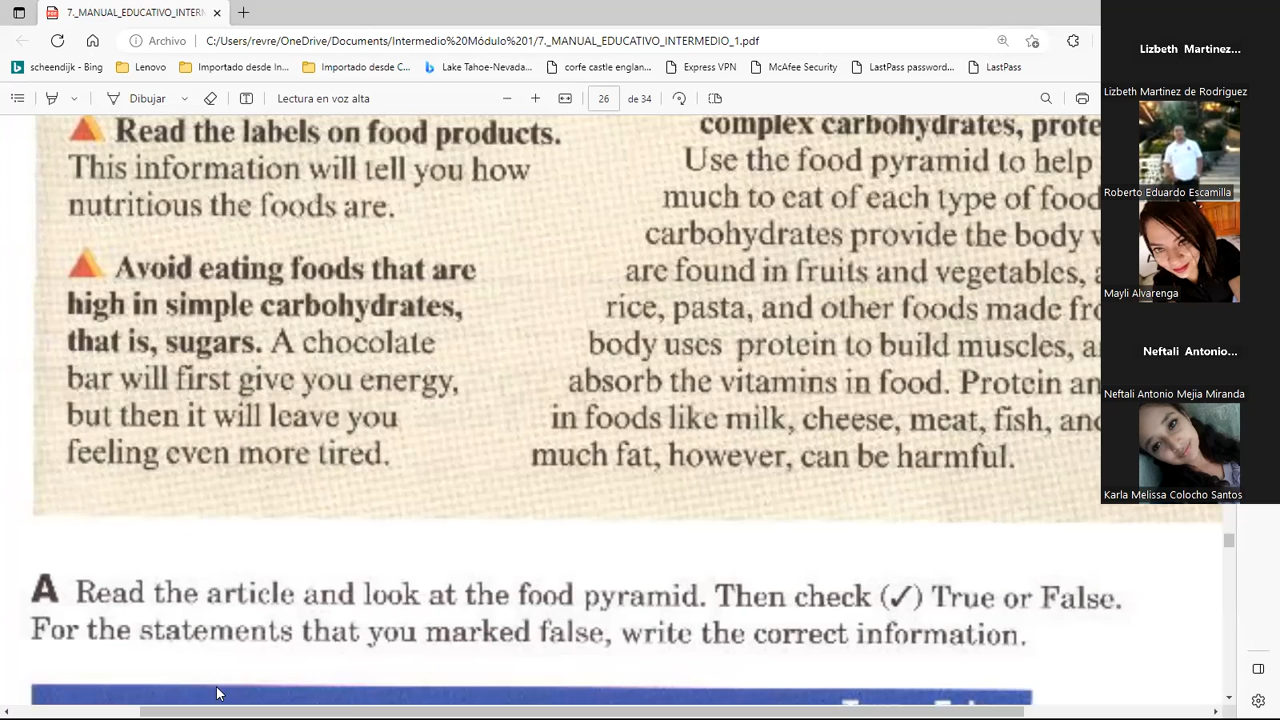 7._MANUAL_EDUCATIVO_INTERM
Archivo C:/Users/revre/OneDrive/Documents/Intermedio%20Módulo%201/7._MANUAL_EDUCATIVO_INTERMEDIO_1.pdf
scheendijk - Bing Lenovo Importado desde In... Importado desde C... Lake Tahoe-Nevada... corfe castle englan... Express VPN McAfee Security LastPass password... LastPass
Dibujar Lectura en voz alta 26 de 34
Read the labels on food products.
This information will tell you how
nutritious the foods are.
Avoid eating foods that are
high in simple carbohydrates,
that is, sugars. A chocolate
bar will first give you energy,
but then it will leave you
feeling even more tired.
complex carbohydrates, prote
Use the food pyramid to help
much to eat of each type of food
carbohydrates provide the body
are found in fruits and vegetables,
rice, pasta, and other foods made fro
body uses protein to build muscles,
absorb the vitamins in food. Protein an
in foods like milk, cheese, meat, fish, and
much fat, however, can be harmful.
A Read the article and look at the food pyramid. Then check (✓) True or False.
For the statements that you marked false, write the correct information.
Lizbeth Martinez...
Lizbeth Martinez de Rodriguez
Roberto Eduardo Escamilla
Mayli Alvarenga
Neftali Antonio...
Neftali Antonio Mejia Miranda
Karla Melissa Colocho Santos